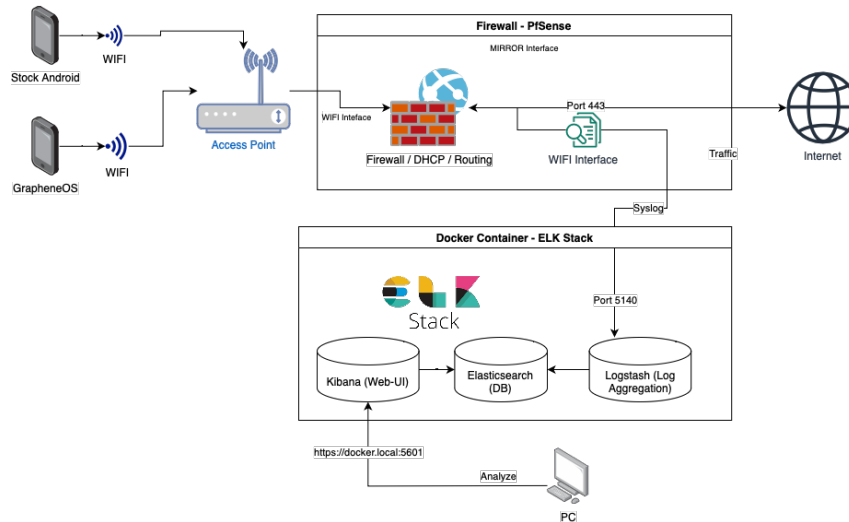 Firewall - PfSense
MIRROR Interface
WIFI
Stock Android
WIFI Inteface
Port 443
Access Point
Firewall / DHCP / Routing
WIFI Interface
Traffic
Internet
WIFI
GrapheneOS
Syslog
Docker Container - ELK Stack
ELK
Stack
Port 5140
Kibana (Web-UI)
Elasticsearch
(DB)
Logstash (Log
Aggregation)
https://docker.local:5601
Analyze
PC